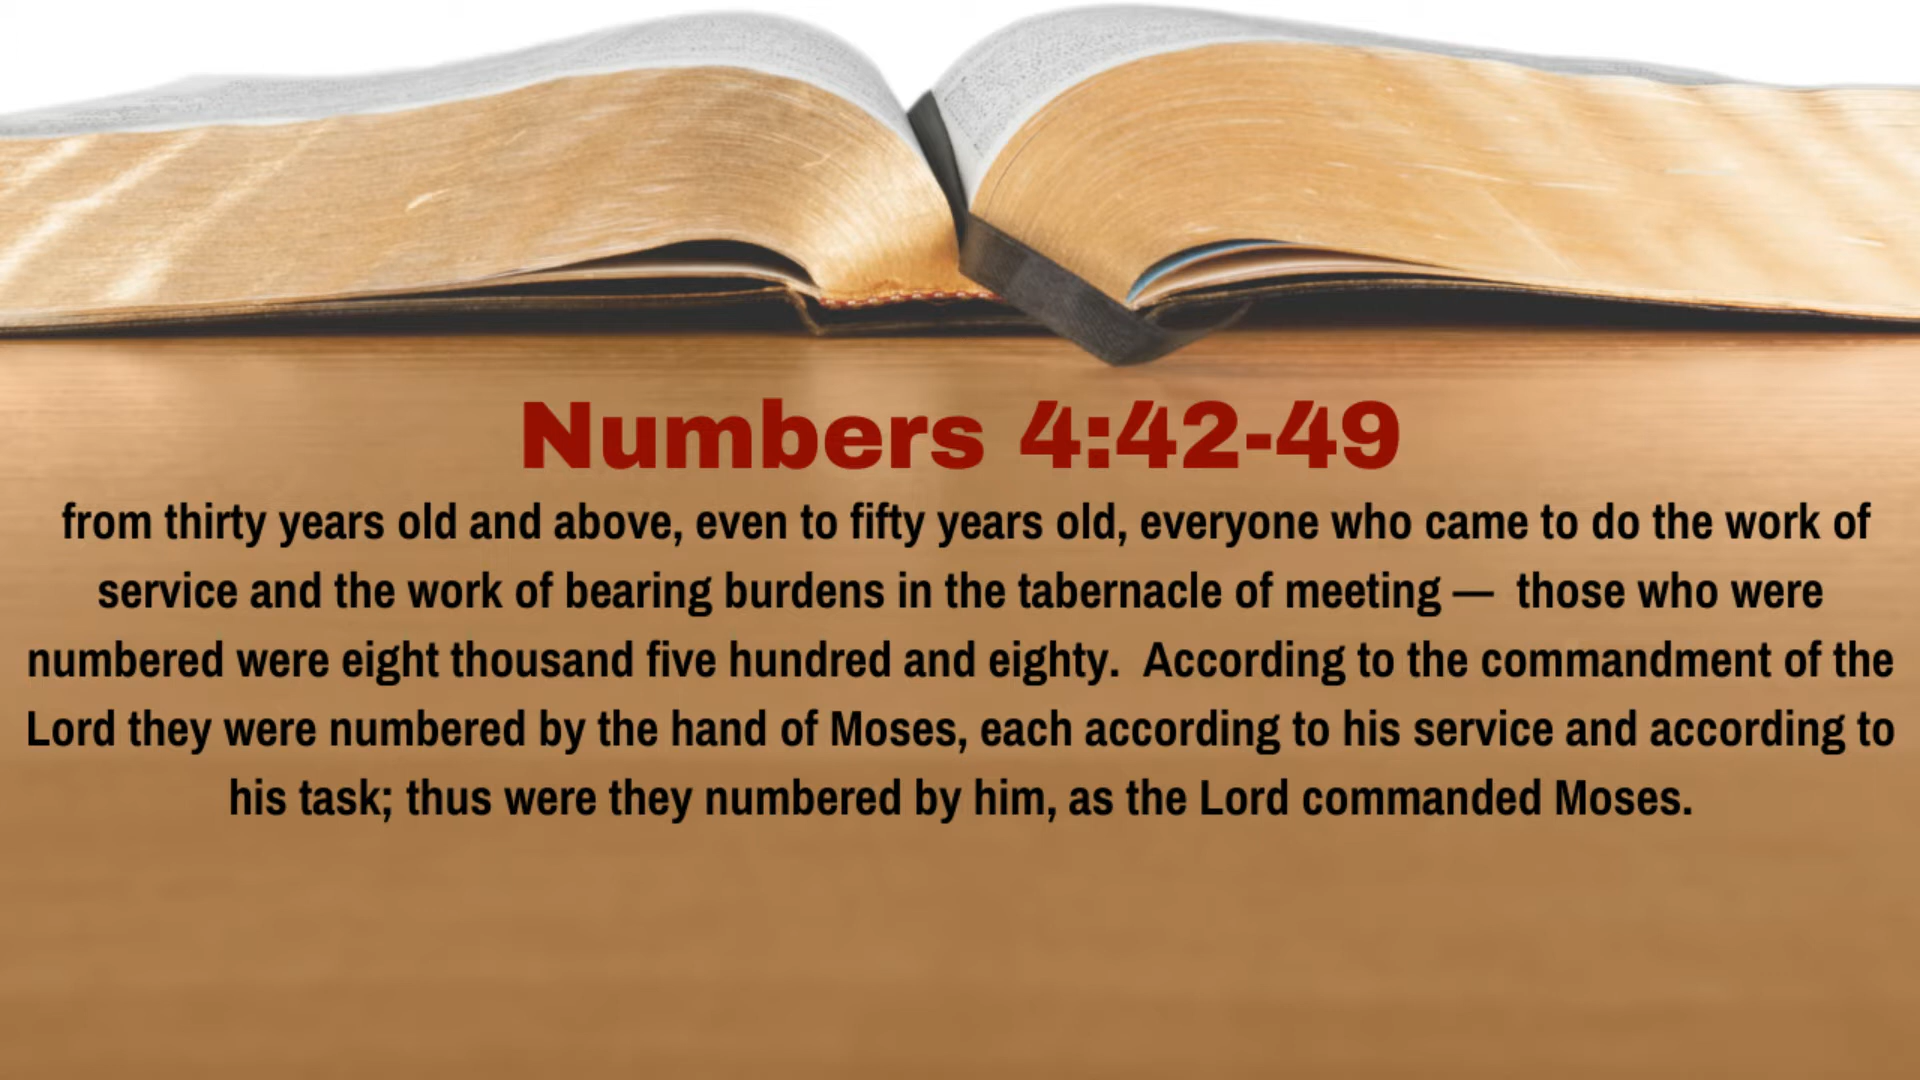 Numbers 4:42-49
from thirty years old and above, even to fifty years old, everyone who came to do the work of
service and the work of bearing burdens in the tabernacle of meeting —  those who were
numbered were eight thousand five hundred and eighty.  According to the commandment of the
Lord they were numbered by the hand of Moses, each according to his service and according to
his task; thus were they numbered by him, as the Lord commanded Moses.